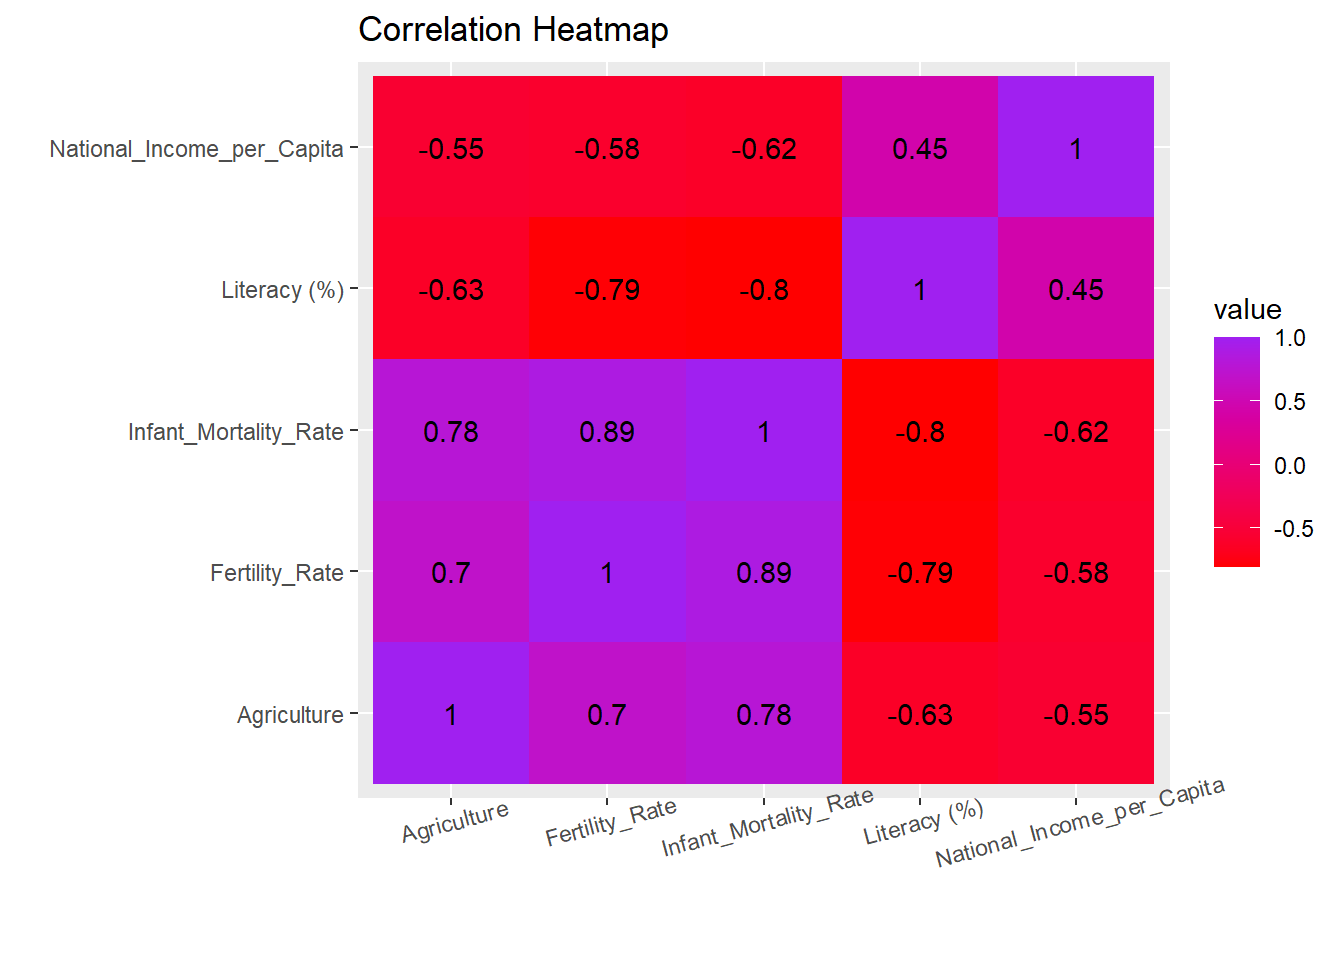 Correlation Heatmap
National_Income_per_Capita
-0.55 -0.58 -0.62 0.45 1
Literacy (%)
-0.63 -0.79 -0.8 1 0.45
Infant_Mortality_Rate
0.78 0.89 1 -0.8 -0.62
Fertility_Rate
0.7 1 0.89 -0.79 -0.58
Agriculture
1 0.7 0.78 -0.63 -0.55
Agriculture
Fertility_Rate
Infant_Mortality_Rate
Literacy (%)
National_Income_per_Capita
value
1.0
0.5
0.0
-0.5